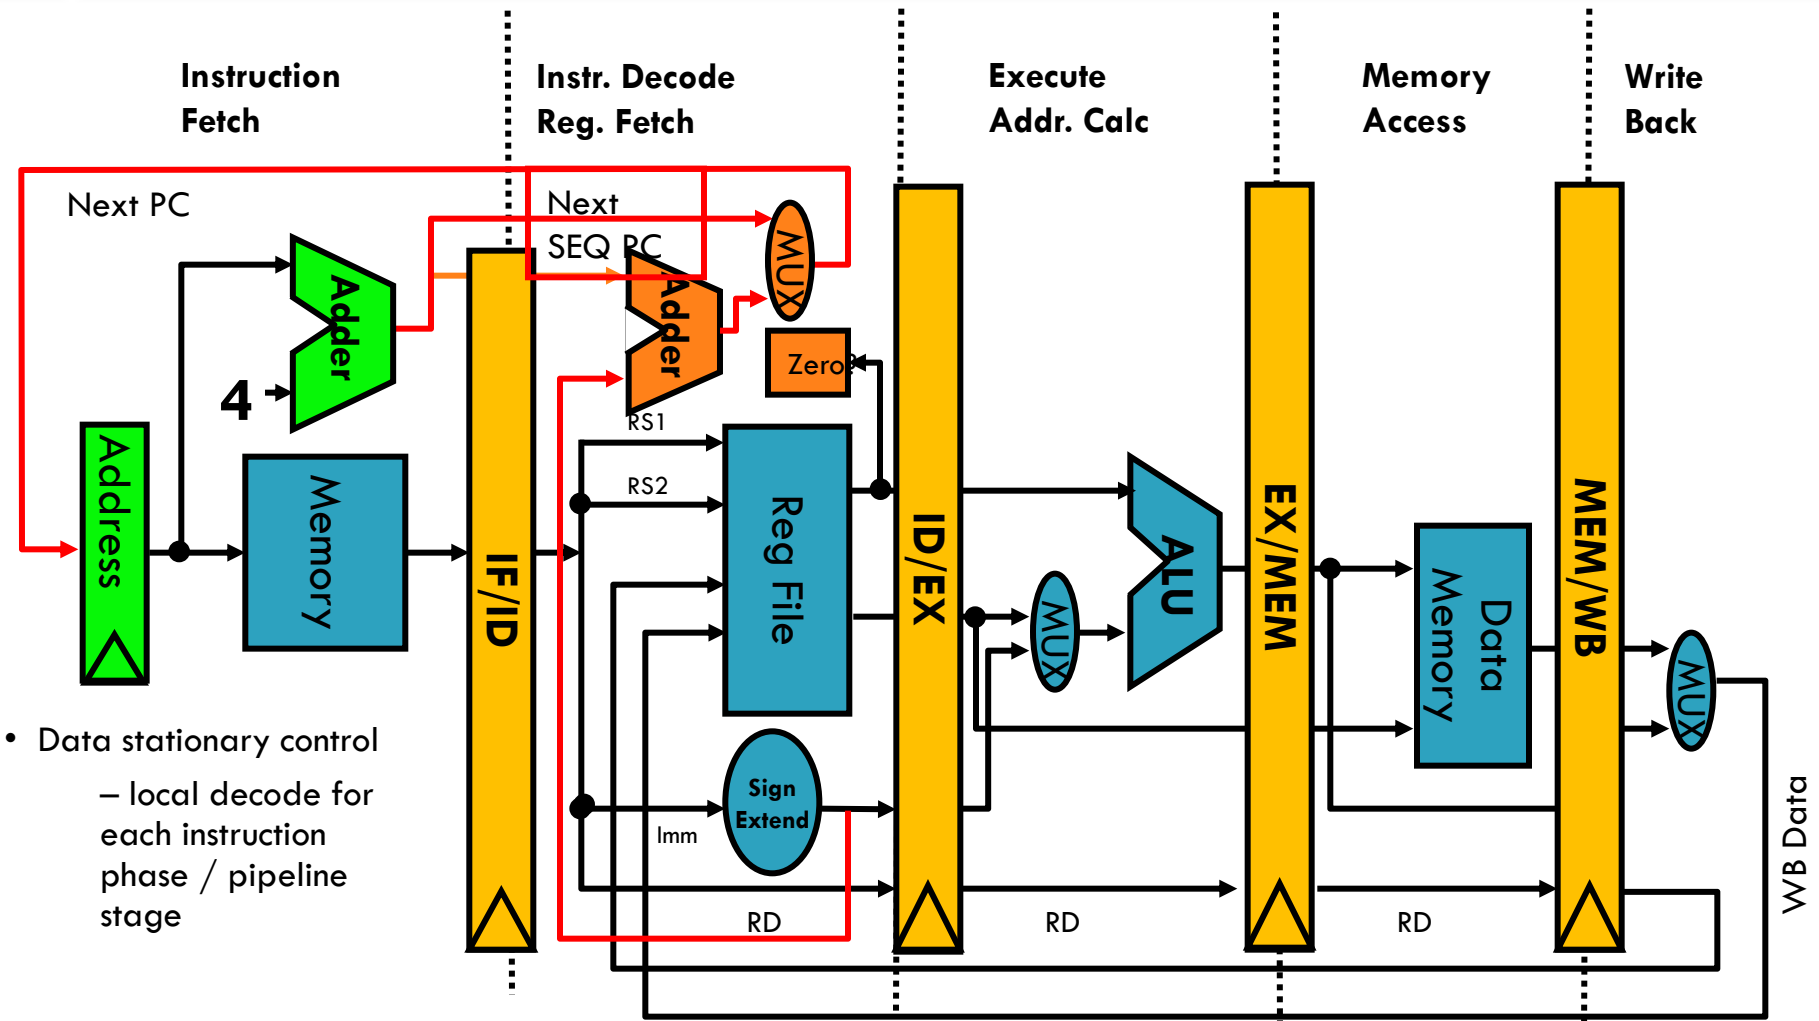 Instruction
Fetch
Instr. Decode
Reg. Fetch
Execute
Addr. Calc
Memory
Access
Write
Back
Next PC
Next
SEQ PC
MUX
Adder
Adder
Zero?
4
RS1
Address
Memory
RS2
Reg File
IF/ID
ID/EX
MUX
ALU
EX/MEM
Data
Memory
MEM/WB
MUX
Sign
Extend
Imm
RD
RD
RD
WB Data
• Data stationary control
– local decode for
each instruction
phase / pipeline
stage